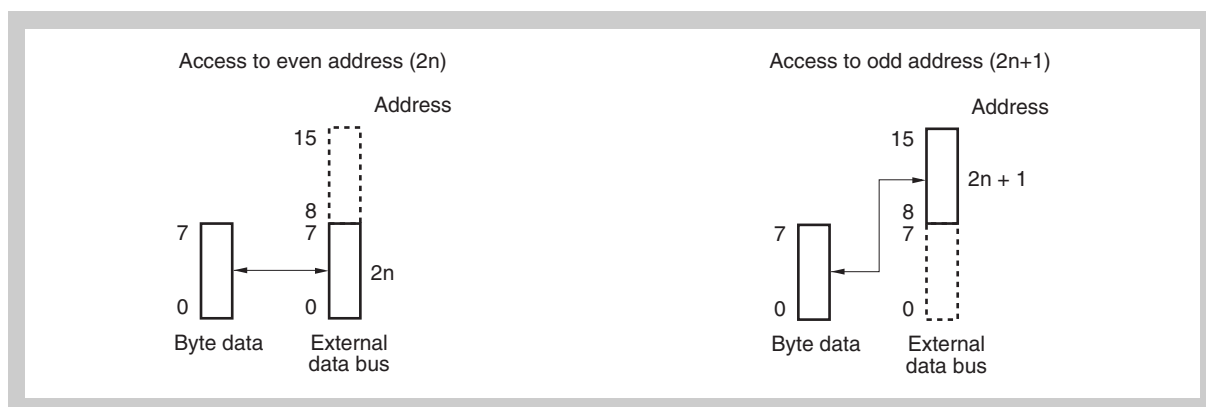 Access to even address (2n)
Address
15
8
7
7
2n
0
0
Byte data
External
data bus
Access to odd address (2n+1)
Address
15
2n + 1
8
7
7
0
0
Byte data
External
data bus